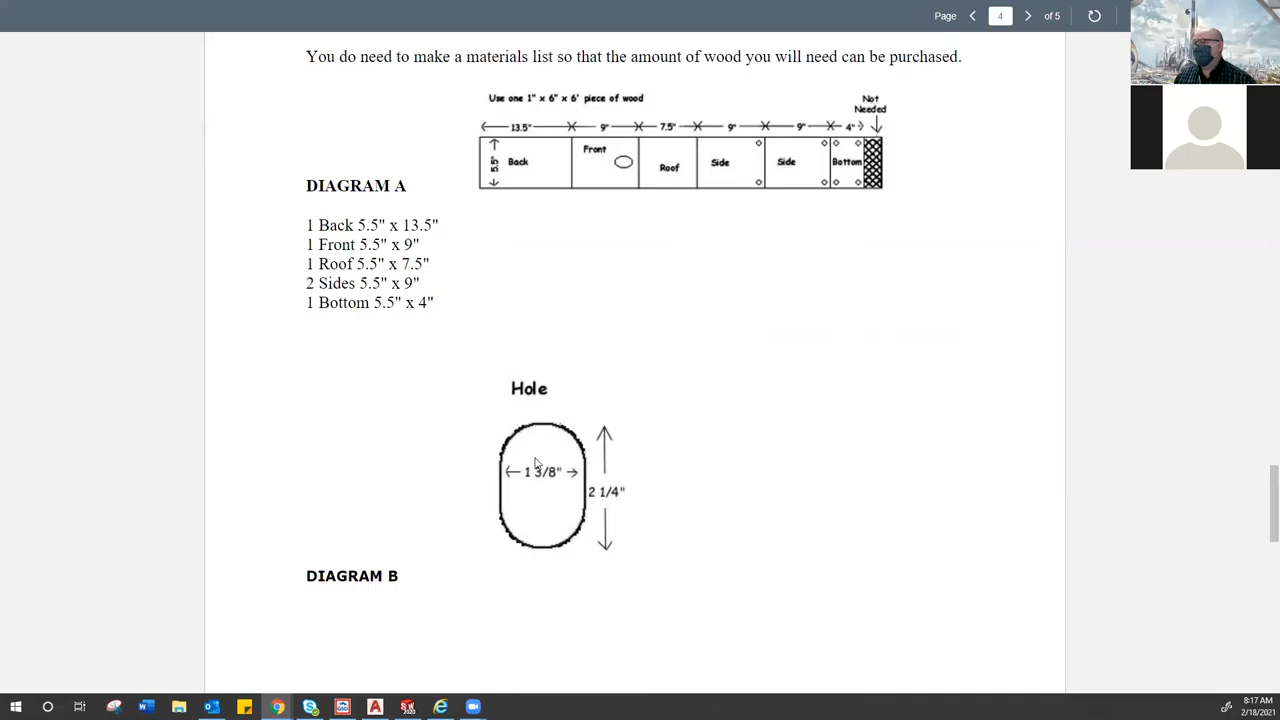 Page 4 of 5
You do need to make a materials list so that the amount of wood you will need can be purchased.
Use one 1" x 6" x 6' piece of wood
Not
Needed
13.5" 9" 7.5" 9" 9" 4"
5.5" Back Front Roof Side Side Bottom
DIAGRAM A
1 Back 5.5" x 13.5"
1 Front 5.5" x 9"
1 Roof 5.5" x 7.5"
2 Sides 5.5" x 9"
1 Bottom 5.5" x 4"
Hole
1 3/8"
2 1/4"
DIAGRAM B
8:17 AM
2/18/2021